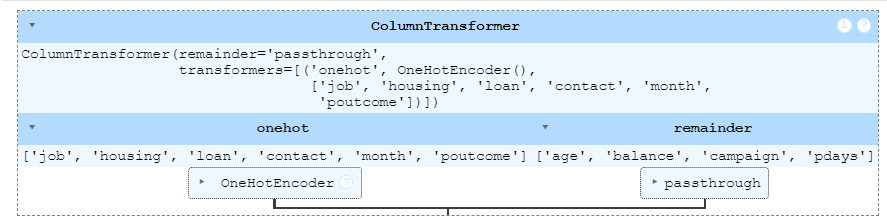 ColumnTransformer i ?
ColumnTransformer(remainder='passthrough',
                  transformers=[('onehot', OneHotEncoder(),
                                 ['job', 'housing', 'loan', 'contact', 'month',
                                  'poutcome'])])
onehot remainder
['job', 'housing', 'loan', 'contact', 'month', 'poutcome'] ['age', 'balance', 'campaign', 'pdays']
OneHotEncoder ? passthrough